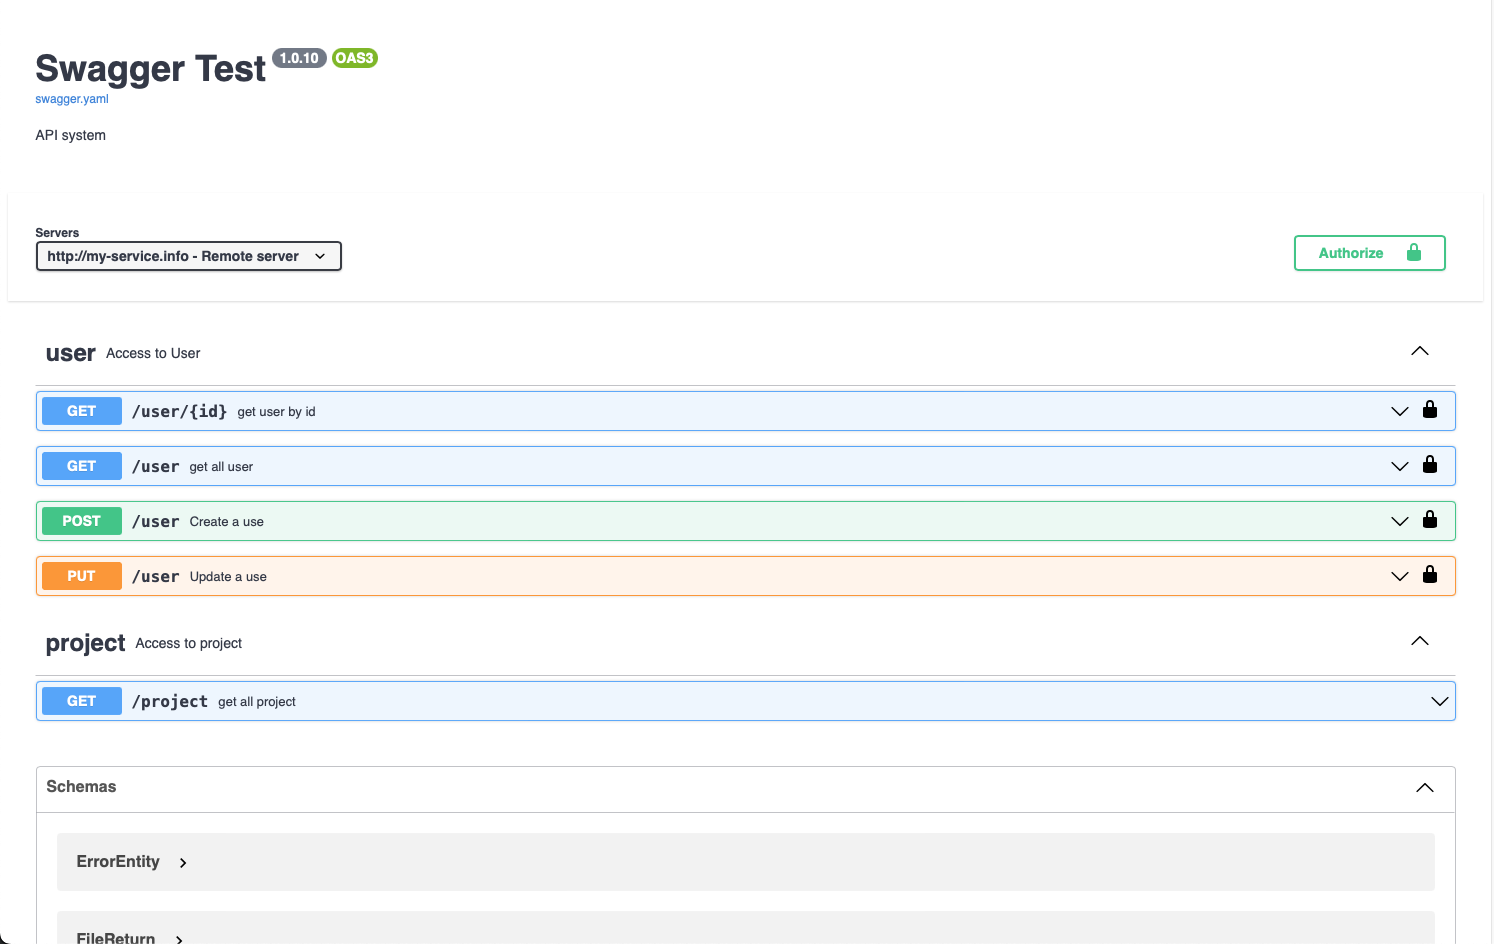 Swagger Test 1.0.10 OAS3
swagger.yaml
API system
Servers
http://my-service.info - Remote server
Authorize
user Access to User
GET /user/{id} get user by id
GET /user get all user
POST /user Create a use
PUT /user Update a use
project Access to project
GET /project get all project
Schemas
ErrorEntity
FileReturn